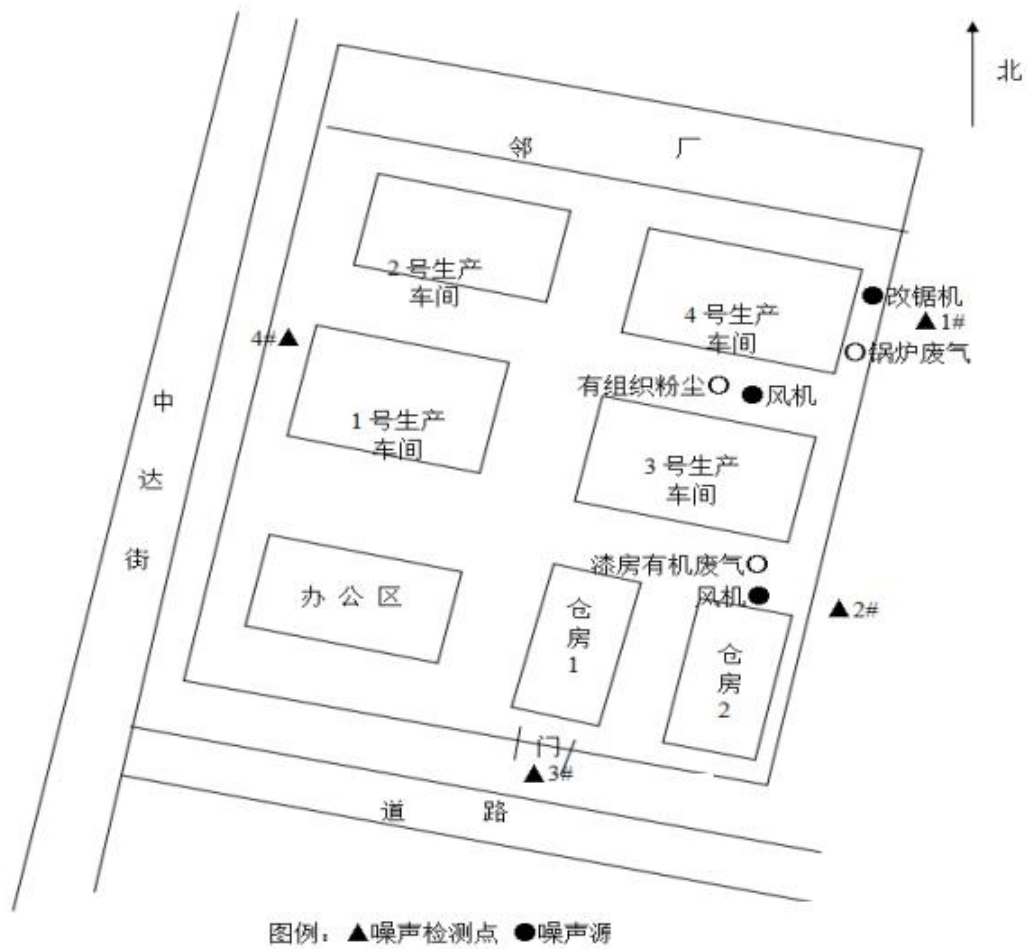 北
邻 厂
2 号生产
车间
4 号生产
车间
改锯机
1#
锅炉废气
4#
有组织粉尘
风机
中
达
街
1 号生产
车间
3 号生产
车间
漆房有机废气
风机
2#
办 公 区
仓
房
1
仓
房
2
门
3#
道 路
图例：▲噪声检测点 ●噪声源